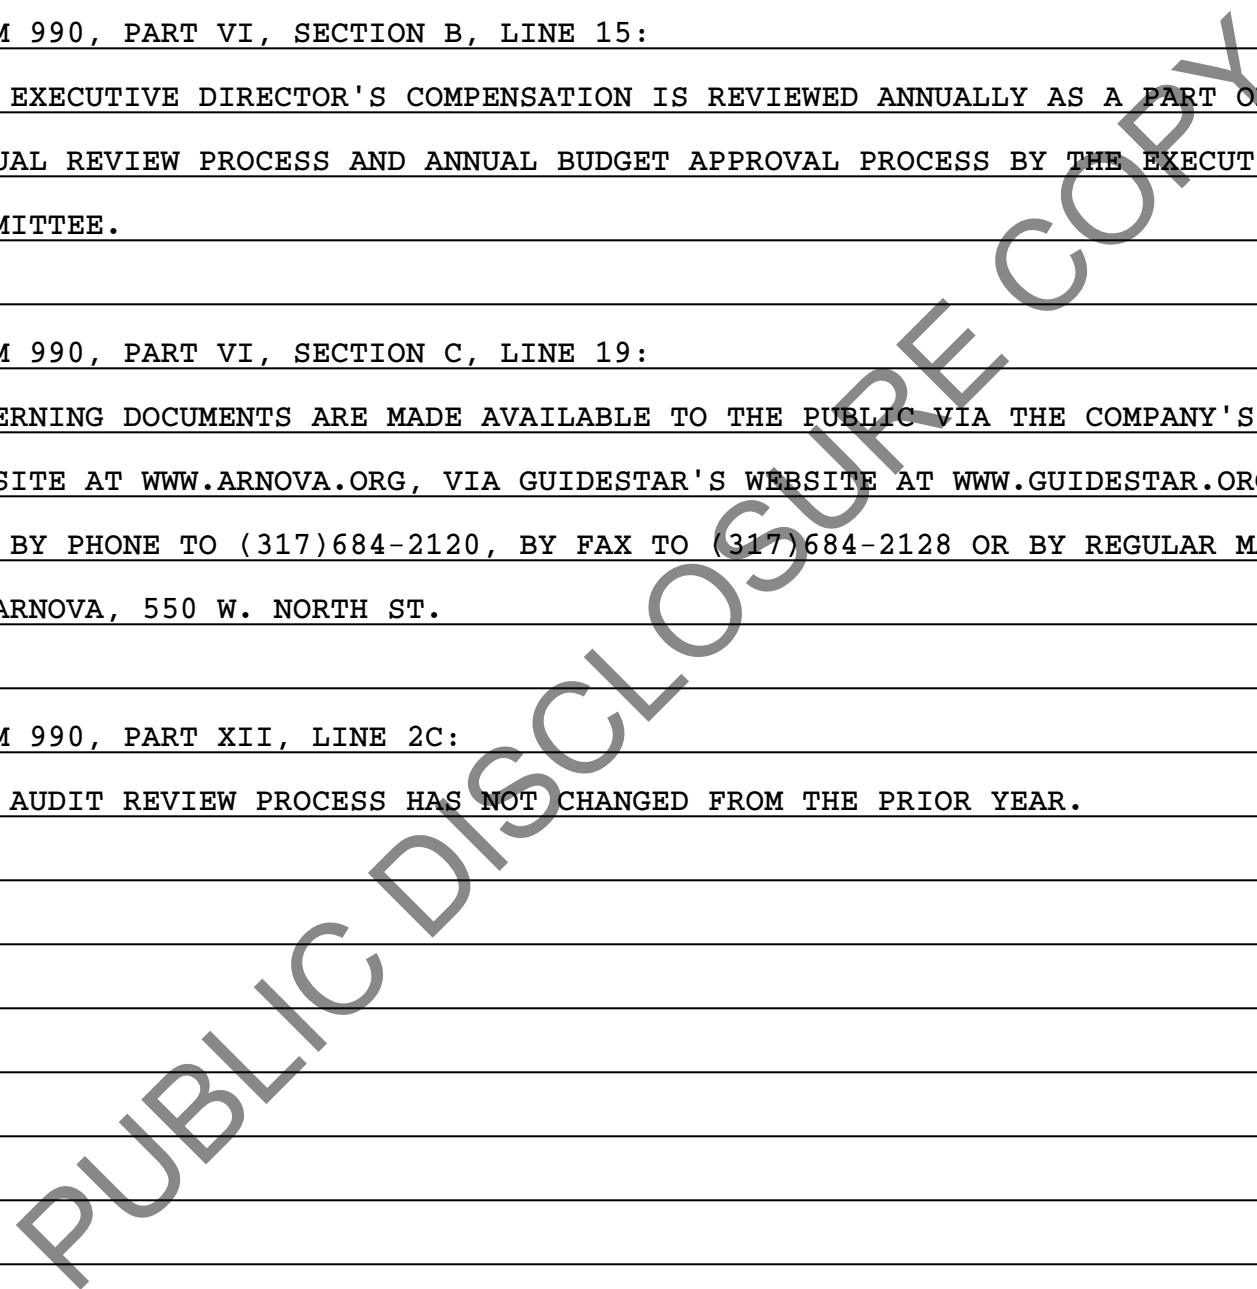 M 990, PART VI, SECTION B, LINE 15:
EXECUTIVE DIRECTOR'S COMPENSATION IS REVIEWED ANNUALLY AS A PART O
UAL REVIEW PROCESS AND ANNUAL BUDGET APPROVAL PROCESS BY THE EXECUT
MITTEE.
M 990, PART VI, SECTION C, LINE 19:
ERNING DOCUMENTS ARE MADE AVAILABLE TO THE PUBLIC VIA THE COMPANY'S
SITE AT WWW.ARNOVA.ORG, VIA GUIDESTAR'S WEBSITE AT WWW.GUIDESTAR.ORG
BY PHONE TO (317)684-2120, BY FAX TO (317)684-2128 OR BY REGULAR MA
ARNOVA, 550 W. NORTH ST.
M 990, PART XII, LINE 2C:
AUDIT REVIEW PROCESS HAS NOT CHANGED FROM THE PRIOR YEAR.
PUBLIC DISCLOSURE COPY